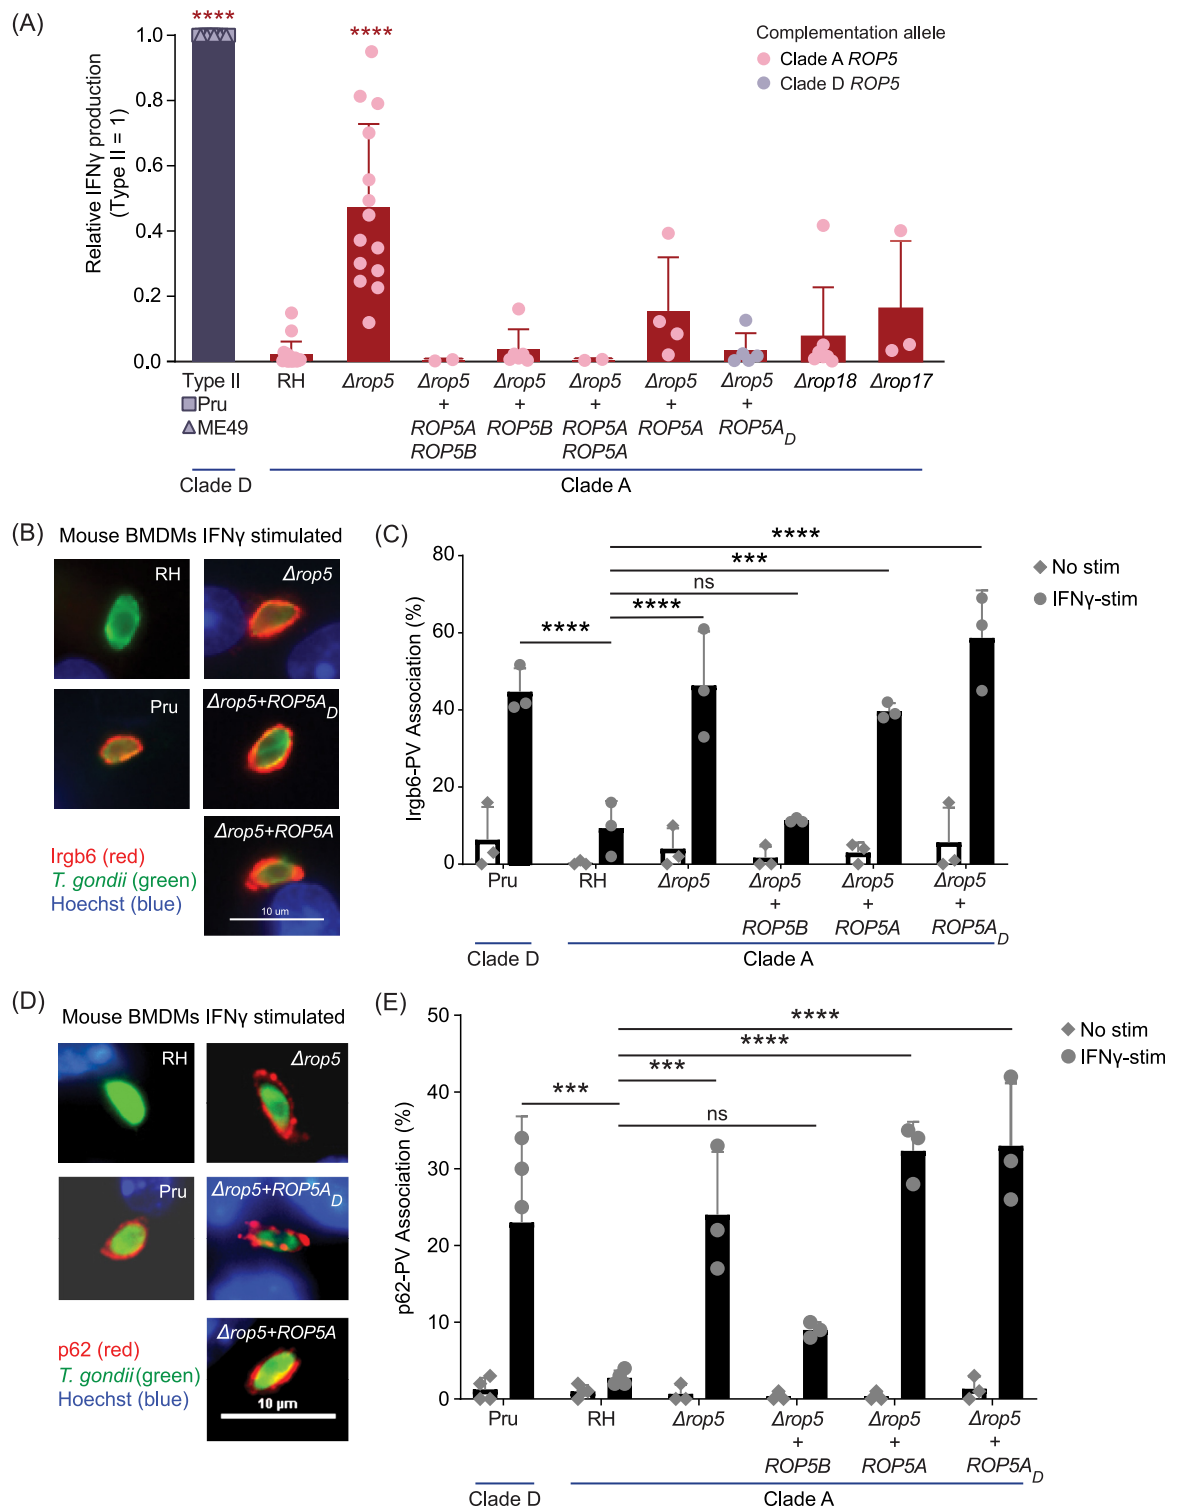 (A)
****
****
Complementation allele
Clade A ROP5
Clade D ROP5
Relative IFNγ production
(Type II = 1)
1.0
0.8
0.6
0.4
0.2
0.0
Type II
Pru
ME49
RH
Δrop5
Δrop5
+
ROP5A
ROP5B
Δrop5
+
ROP5B
Δrop5
+
ROP5A
ROP5A
Δrop5
+
ROP5A
Δrop5
+
ROP5A_D
Δrop18
Δrop17
Clade D
Clade A
(B)
Mouse BMDMs IFNγ stimulated
RH
Δrop5
Pru
Δrop5+ROP5A_D
Δrop5+ROP5A
10 um
Irgb6 (red)
T. gondii (green)
Hoechst (blue)
(C)
Irgb6-PV Association (%)
80
60
40
20
0
****
***
ns
****
****
No stim
IFNγ-stim
Pru
RH
Δrop5
Δrop5
+
ROP5B
Δrop5
+
ROP5A
Δrop5
+
ROP5A_D
Clade D
Clade A
(D)
Mouse BMDMs IFNγ stimulated
RH
Δrop5
Pru
Δrop5+ROP5A_D
Δrop5+ROP5A
10 µm
p62 (red)
T. gondii (green)
Hoechst (blue)
(E)
p62-PV Association (%)
50
40
30
20
10
0
****
****
***
***
ns
No stim
IFNγ-stim
Pru
RH
Δrop5
Δrop5
+
ROP5B
Δrop5
+
ROP5A
Δrop5
+
ROP5A_D
Clade D
Clade A